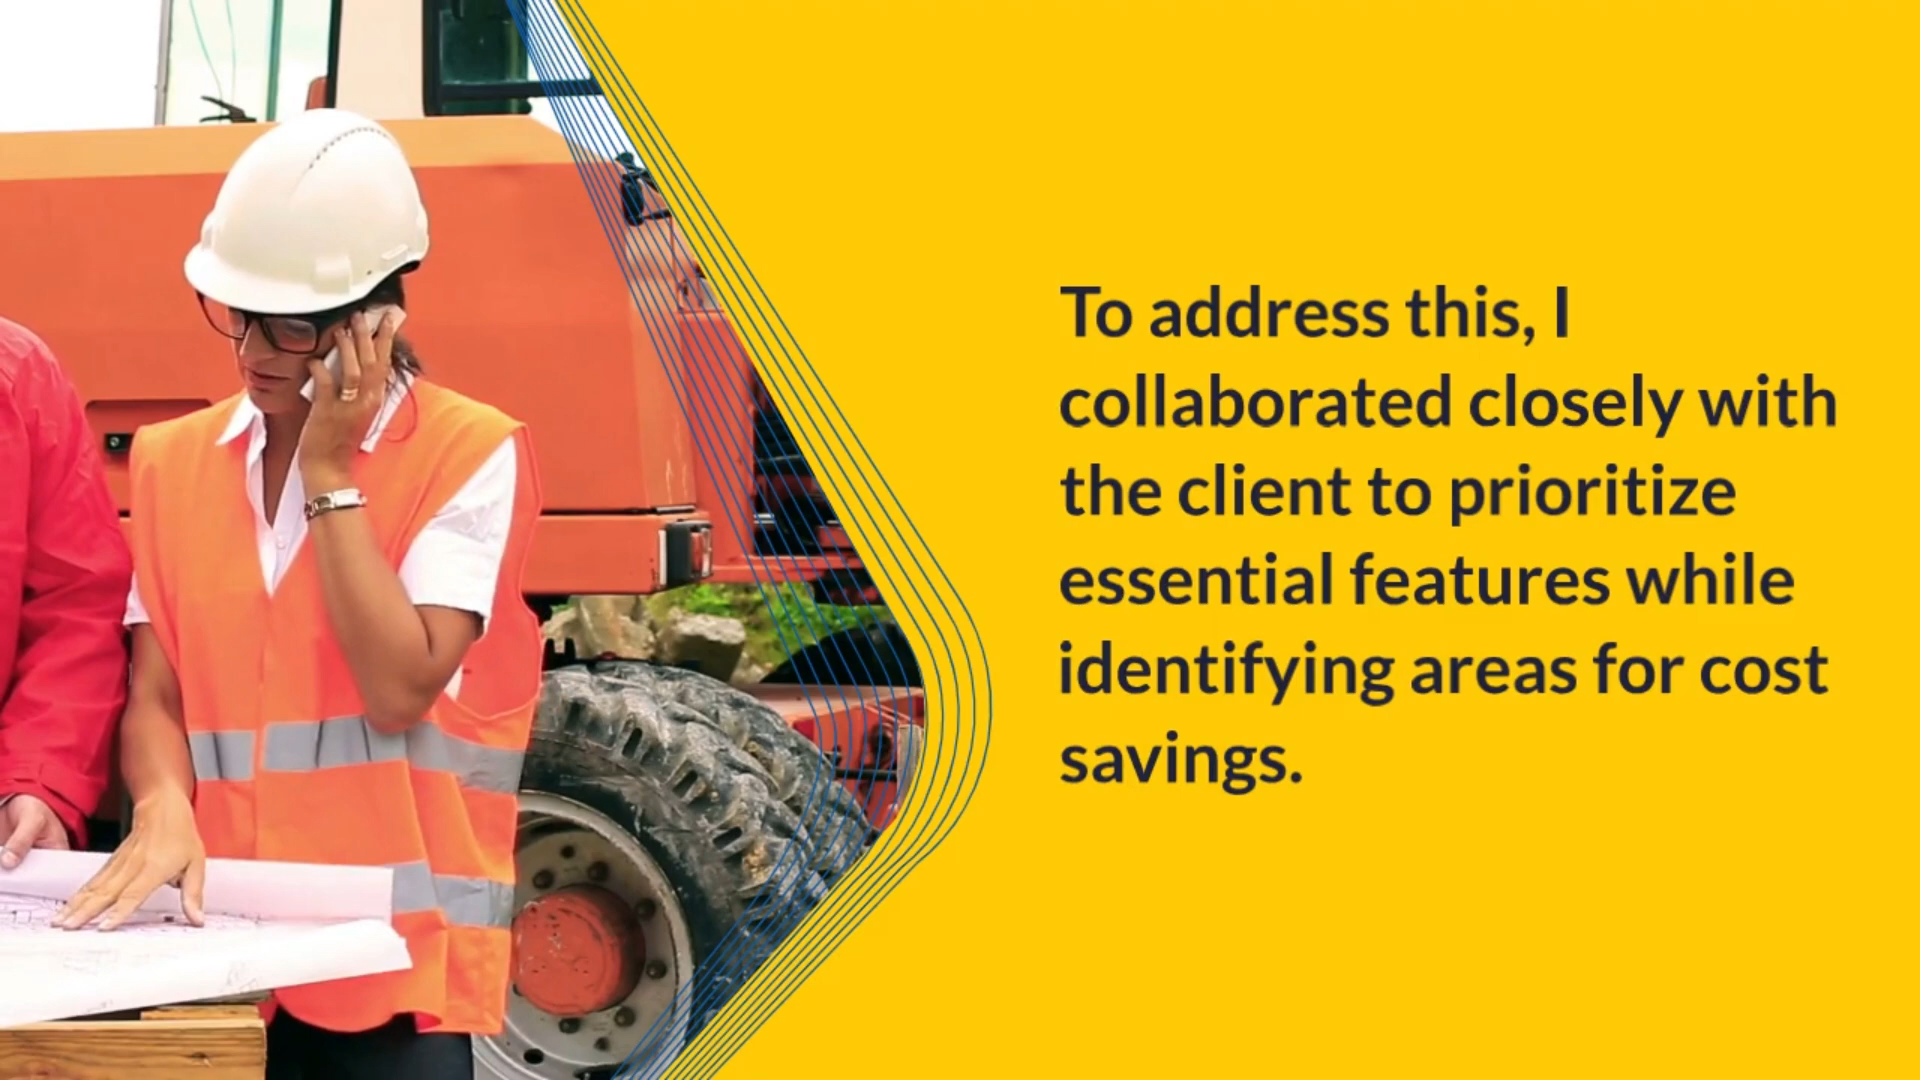 To address this, I
collaborated closely with
the client to prioritize
essential features while
identifying areas for cost
savings.